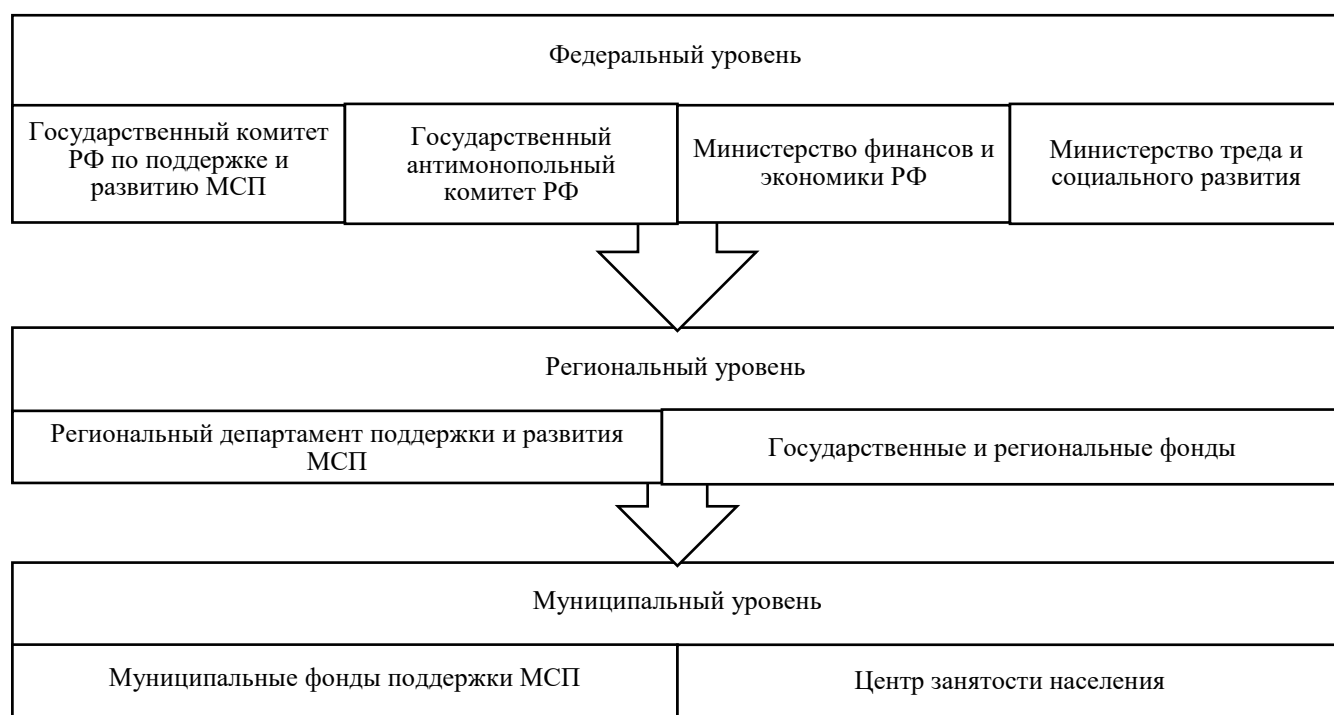 Федеральный уровень
Государственный комитет
РФ по поддержке и
развитию МСП
Государственный
антимонопольный
комитет РФ
Министерство финансов и
экономики РФ
Министерство треда и
социального развития
Региональный уровень
Региональный департамент поддержки и развития
МСП
Государственные и региональные фонды
Муниципальный уровень
Муниципальные фонды поддержки МСП
Центр занятости населения